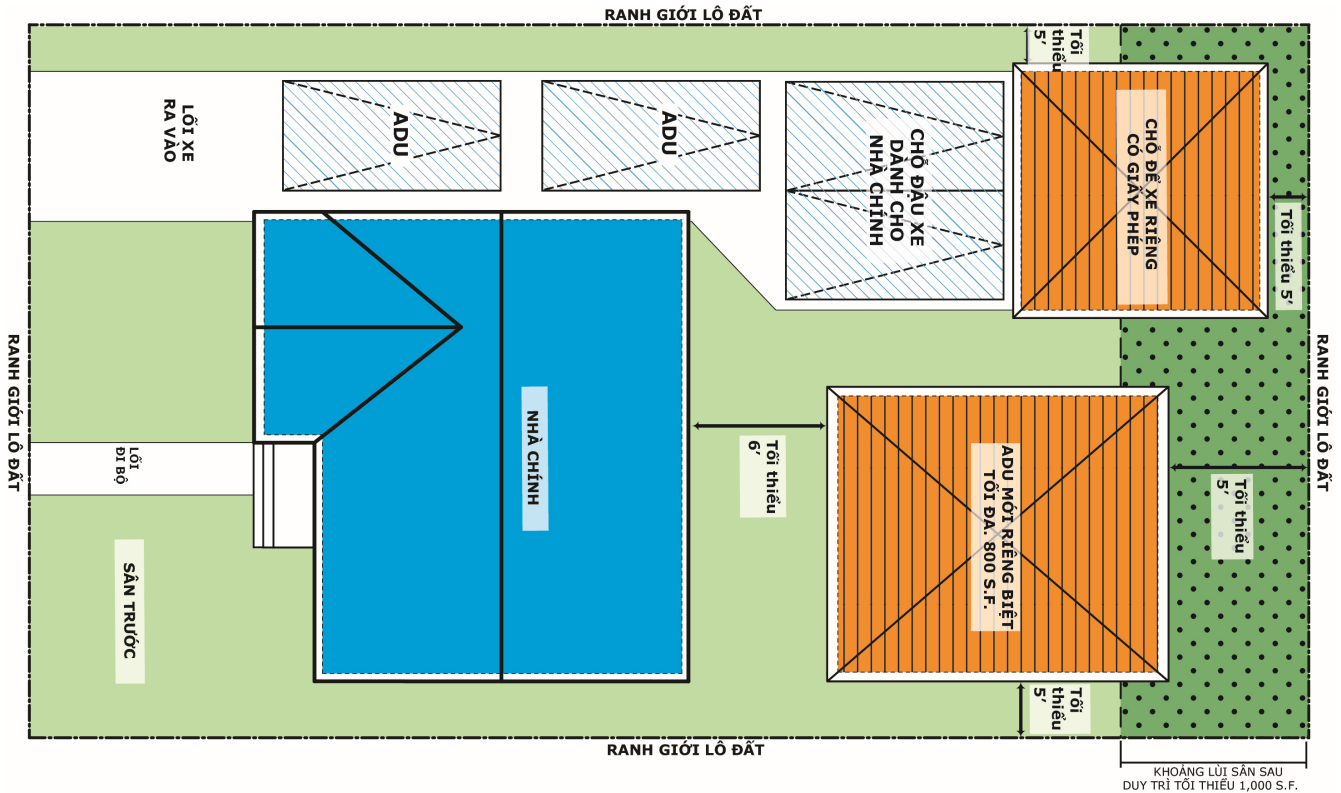 RANH GIỚI LÔ ĐẤT
Tối
thiểu
5’
LỐI XE
RA VÀO
ADU
ADU
CHỖ ĐẬU XE
DÀNH CHO
NHÀ CHÍNH
CHỖ ĐỂ XE RIÊNG
CÓ GIẤY PHÉP
Tối thiểu 5’
RANH GIỚI LÔ ĐẤT
RANH GIỚI LÔ ĐẤT
NHÀ CHÍNH
Tối thiểu
6’
ADU MỚI RIÊNG BIỆT
TỐI ĐA. 800 S.F.
Tối thiểu
5’
LỐI
ĐI BỘ
SÂN TRƯỚC
Tối
thiểu
5’
RANH GIỚI LÔ ĐẤT
KHOẢNG LÙI SÂN SAU
DUY TRÌ TỐI THIỂU 1,000 S.F.